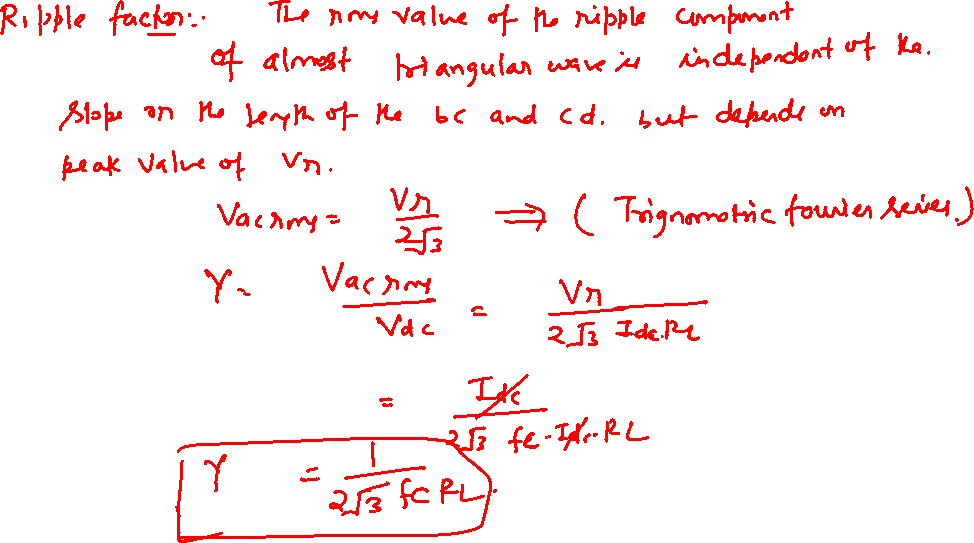 Ripple factor:. The rms value of the ripple component
of almost triangular wave is independent of the.
slope or the length of the bc and cd. but depends on
peak value of Vr.
Vac rms = Vr / 2√3 ⇒ ( Trignometric fourier series.)
γ = Vac rms / Vdc = Vr / 2√3 Idc.RL
= Idc / 2√3 fc.Idc.RL
γ = 1 / 2√3 fC RL.